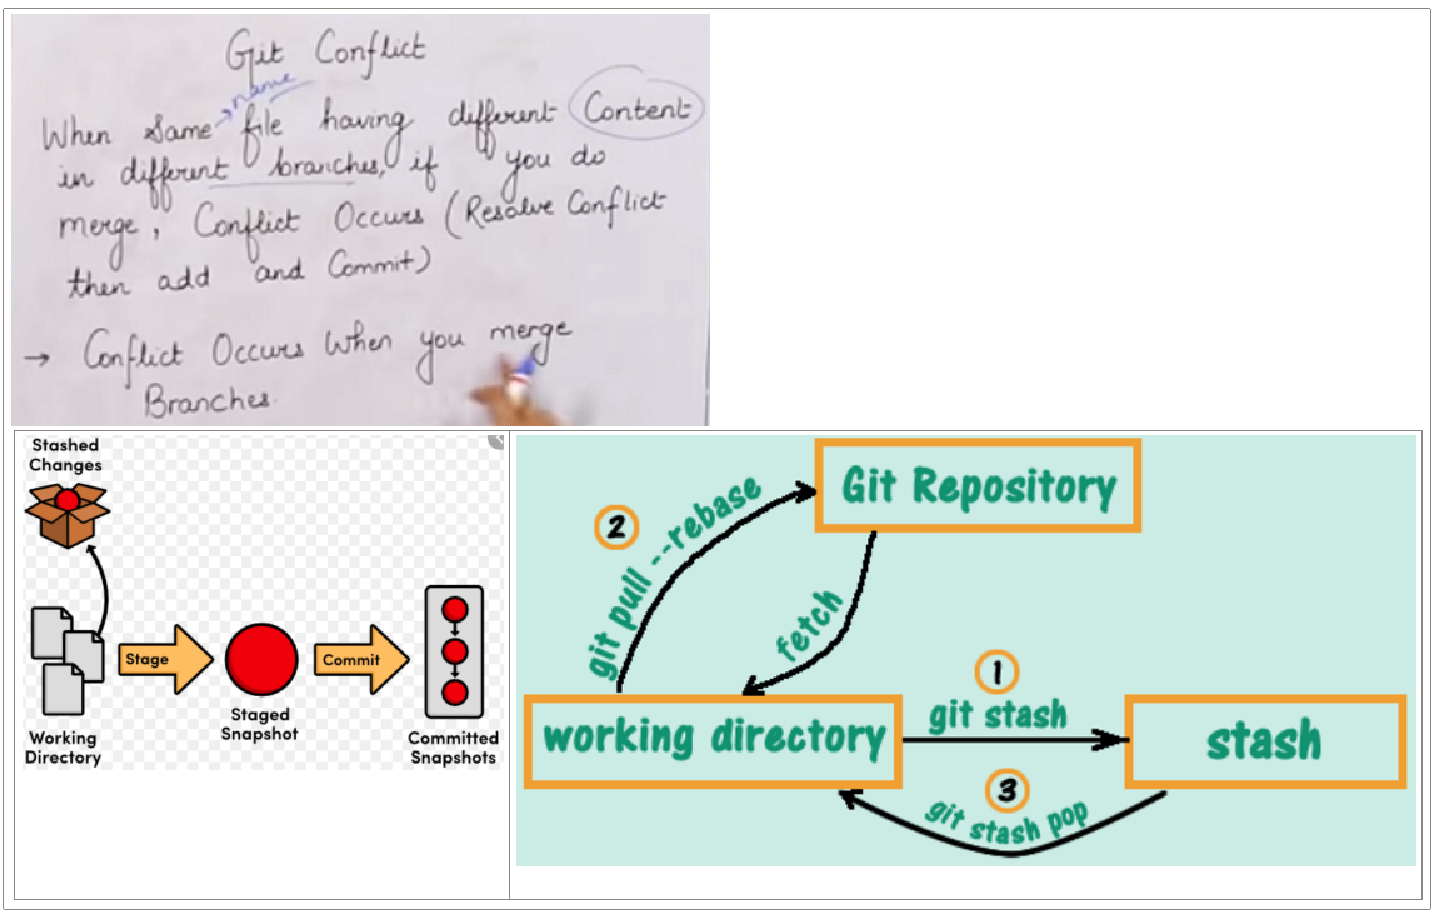 Git Conflict
name
When Same file having different Content
in different branches, if you do
merge, Conflict Occurs (Resolve Conflict
then add and Commit)
→ Conflict Occurs When you merge
Branches.
Stashed
Changes
Stage
Commit
Working
Directory
Staged
Snapshot
Committed
Snapshots
Git Repository
2
git pull --rebase
fetch
1
git stash
working directory
stash
3
git stash pop